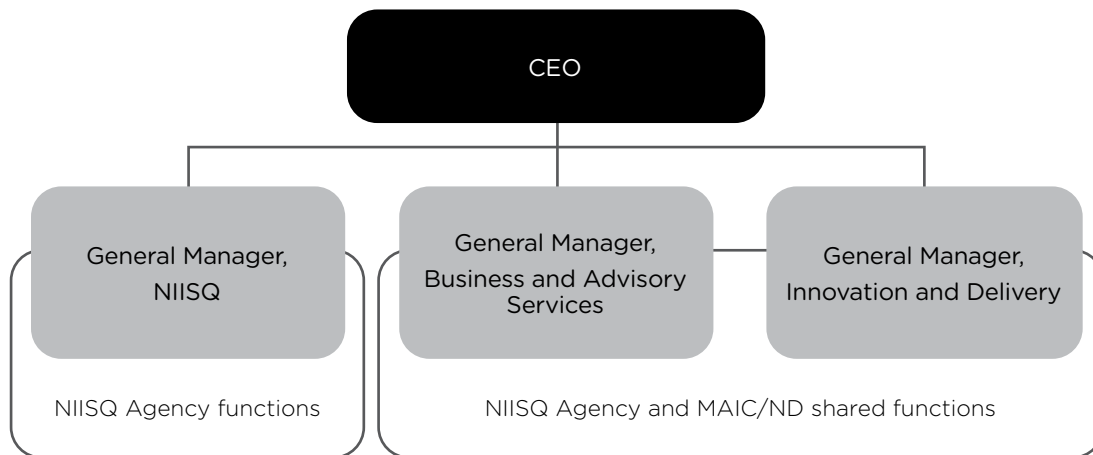 CEO
General Manager,
NIISQ
General Manager,
Business and Advisory
Services
General Manager,
Innovation and Delivery
NIISQ Agency functions
NIISQ Agency and MAIC/ND shared functions